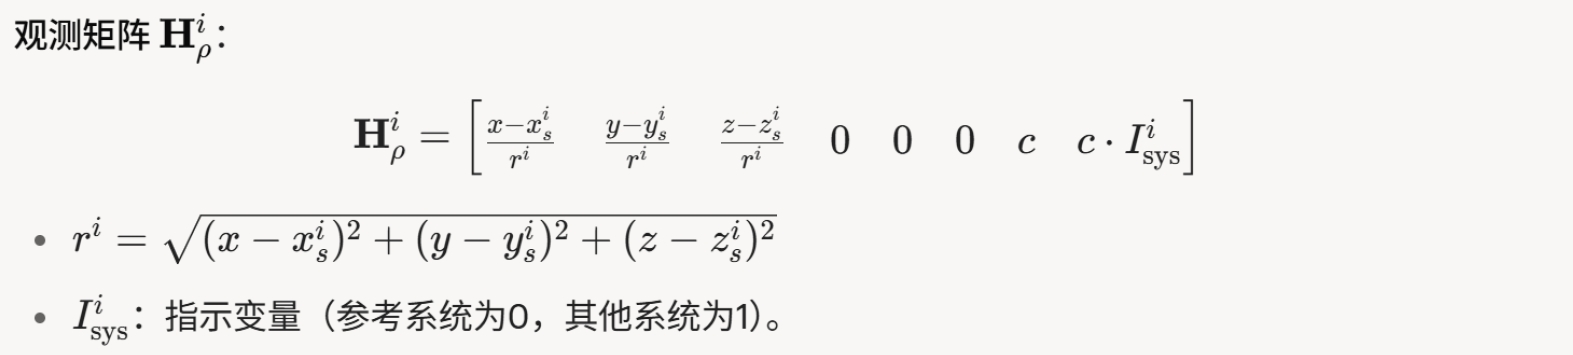 观测矩阵 $\mathbf{H}_{\rho}^{i}$：
$\mathbf{H}_{\rho}^{i} = \begin{bmatrix} \frac{x-x_s^i}{r^i} & \frac{y-y_s^i}{r^i} & \frac{z-z_s^i}{r^i} & 0 & 0 & 0 & c & c \cdot I_{\text{sys}}^{i} \end{bmatrix}$
• $r^i = \sqrt{(x-x_s^i)^2 + (y-y_s^i)^2 + (z-z_s^i)^2}$
• $I_{\text{sys}}^{i}$：指示变量（参考系统为0，其他系统为1）。